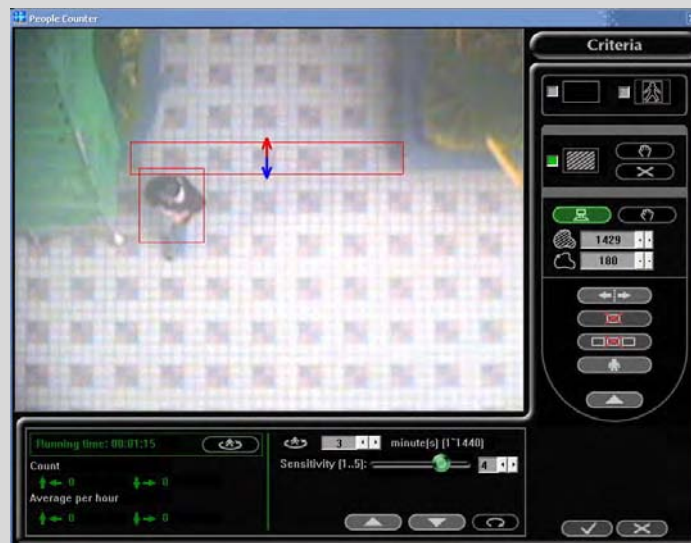 People Counter
Criteria
1429
180
Running time: 00:01:15
3 minute(s) (1~1440)
Count
Sensitivity (1..5): 4
0 0
Average per hour
0 0